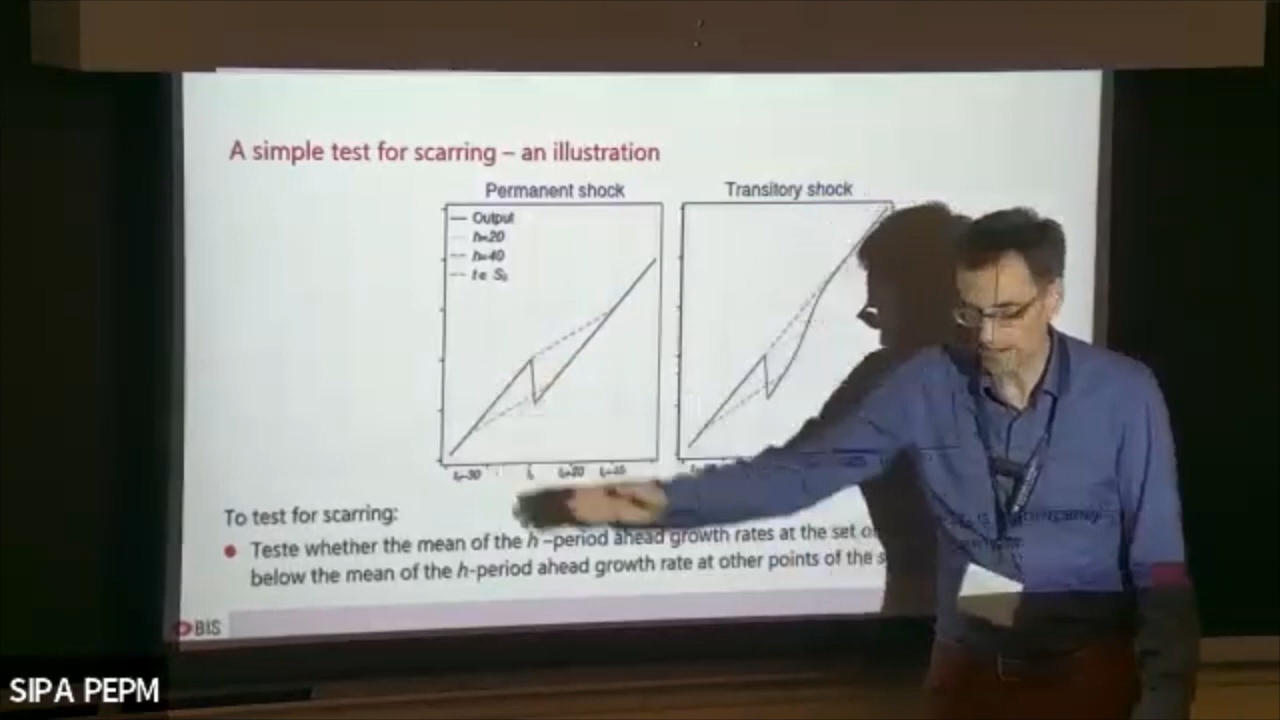 A simple test for scarring – an illustration
Permanent shock
Transitory shock
Output
h=20
h=40
t ∈ S
To test for scarring:
Teste whether the mean of the h –period ahead growth rates at the set
below the mean of the h-period ahead growth rate at other points of the
BIS
SIPA PEPM